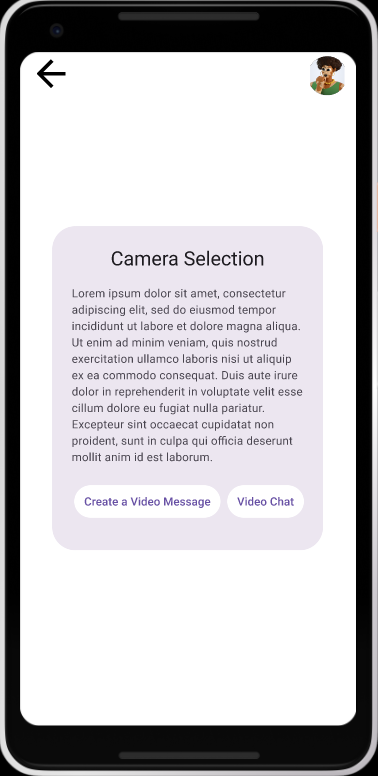 Camera Selection
Lorem ipsum dolor sit amet, consectetur
adipiscing elit, sed do eiusmod tempor
incididunt ut labore et dolore magna aliqua.
Ut enim ad minim veniam, quis nostrud
exercitation ullamco laboris nisi ut aliquip
ex ea commodo consequat. Duis aute irure
dolor in reprehenderit in voluptate velit esse
cillum dolore eu fugiat nulla pariatur.
Excepteur sint occaecat cupidatat non
proident, sunt in culpa qui officia deserunt
mollit anim id est laborum.
Create a Video Message
Video Chat